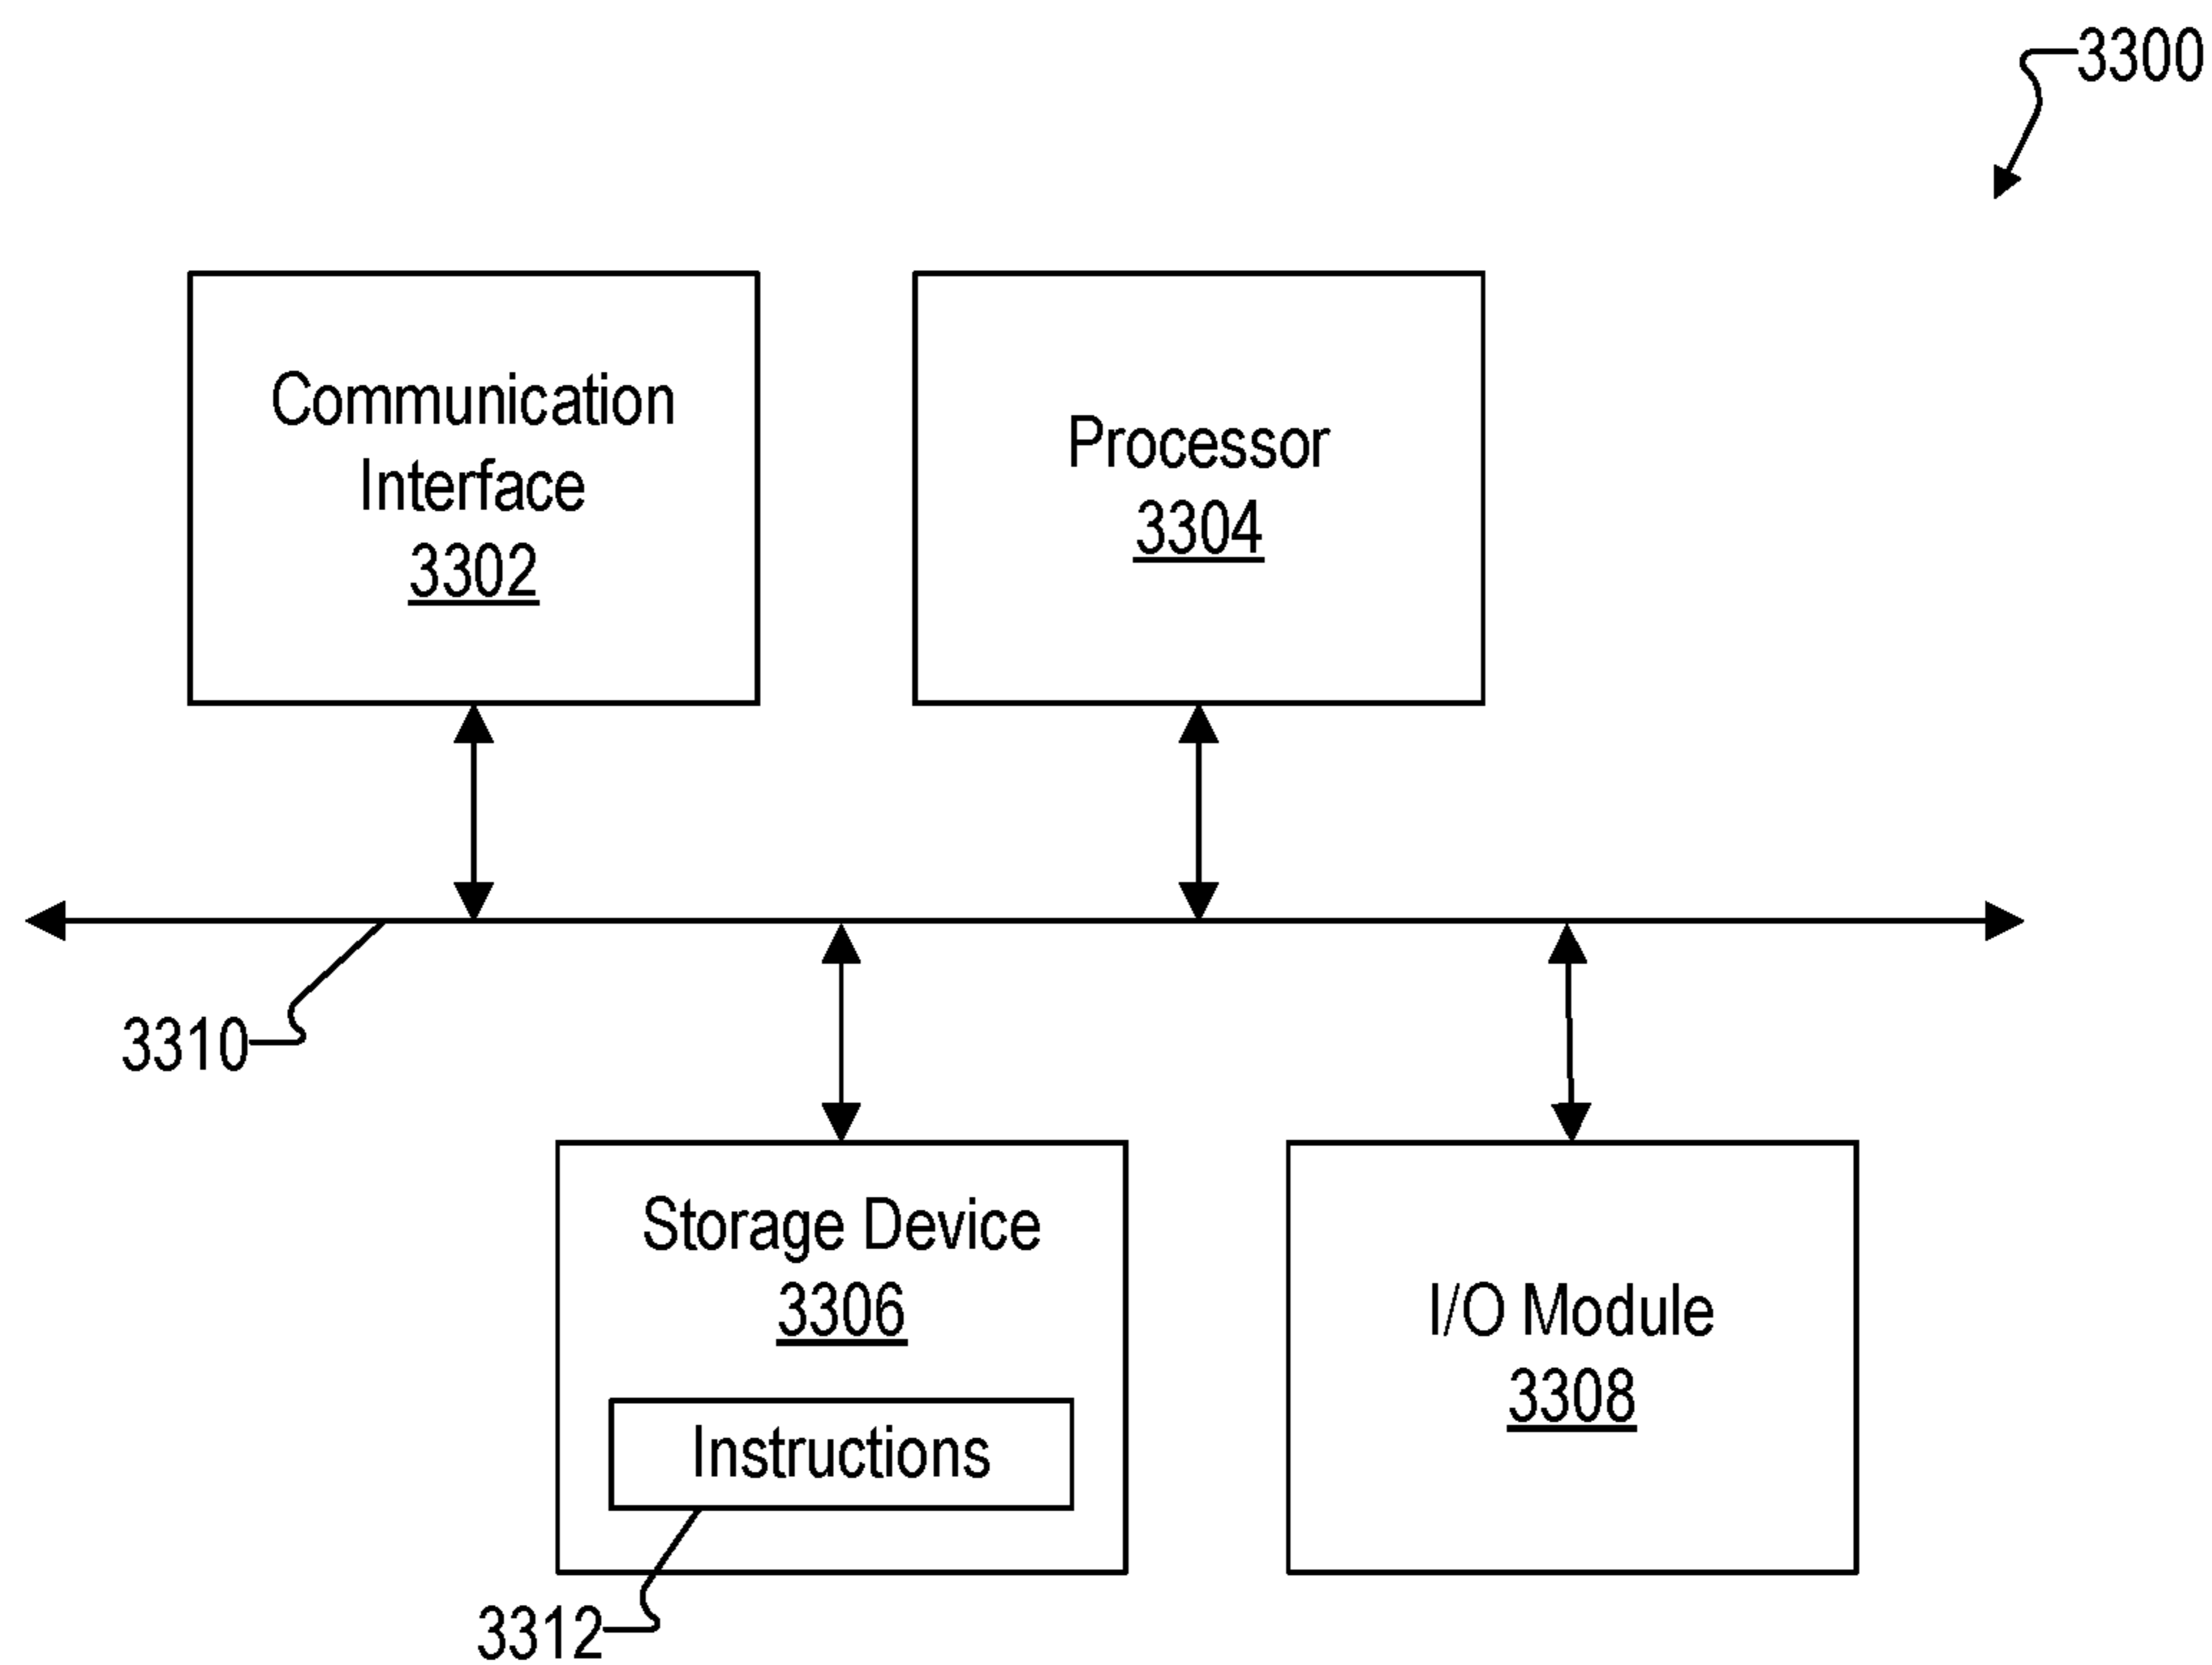 3300
Communication
Interface
3302
Processor
3304
3310
Storage Device
3306
Instructions
3312
I/O Module
3308